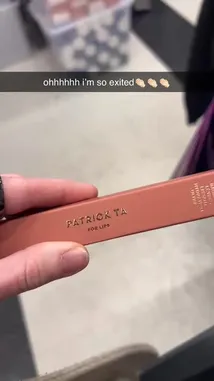 ohhhhhh i'm so exited👏🏼👏🏼👏🏼
PATRICK TA
FOR LIPS